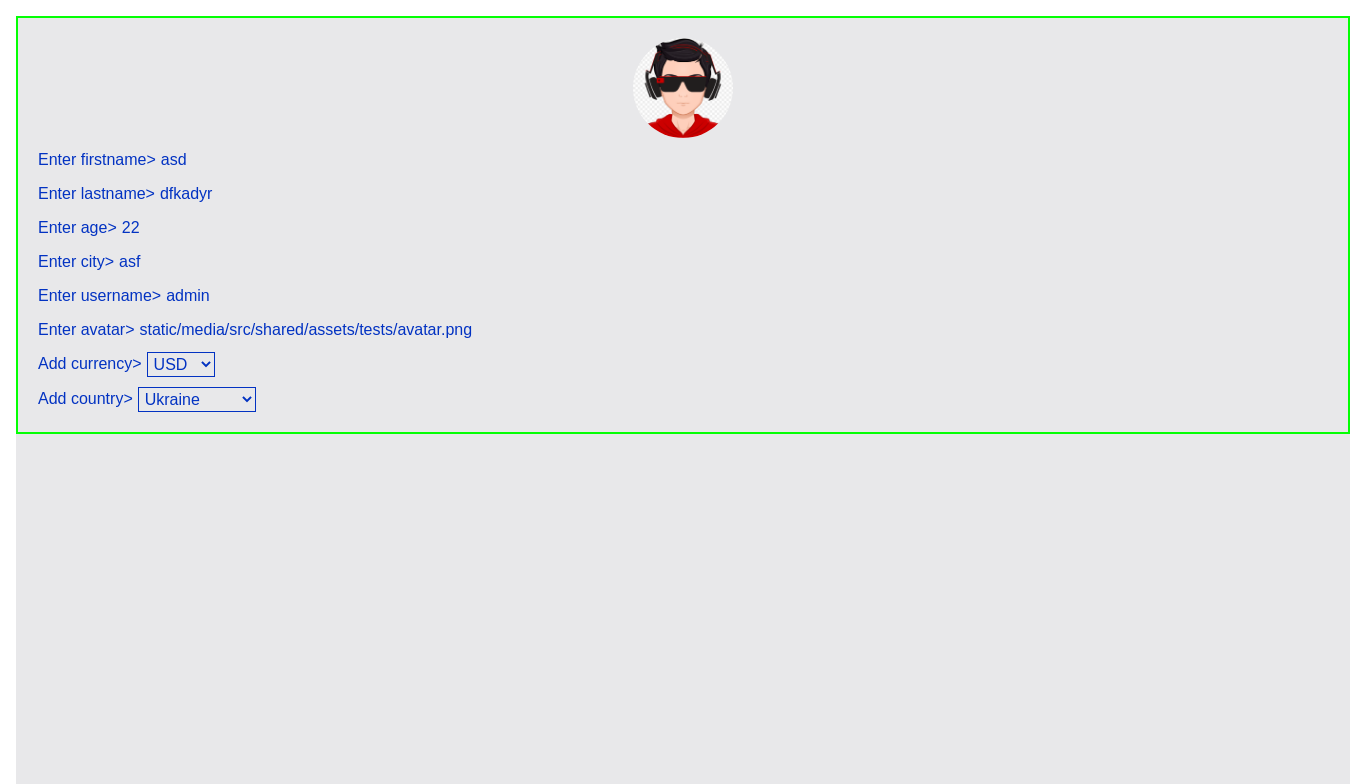 Enter firstname> asd
Enter lastname> dfkadyr
Enter age> 22
Enter city> asf
Enter username> admin
Enter avatar> static/media/src/shared/assets/tests/avatar.png
Add currency> USD
Add country> Ukraine